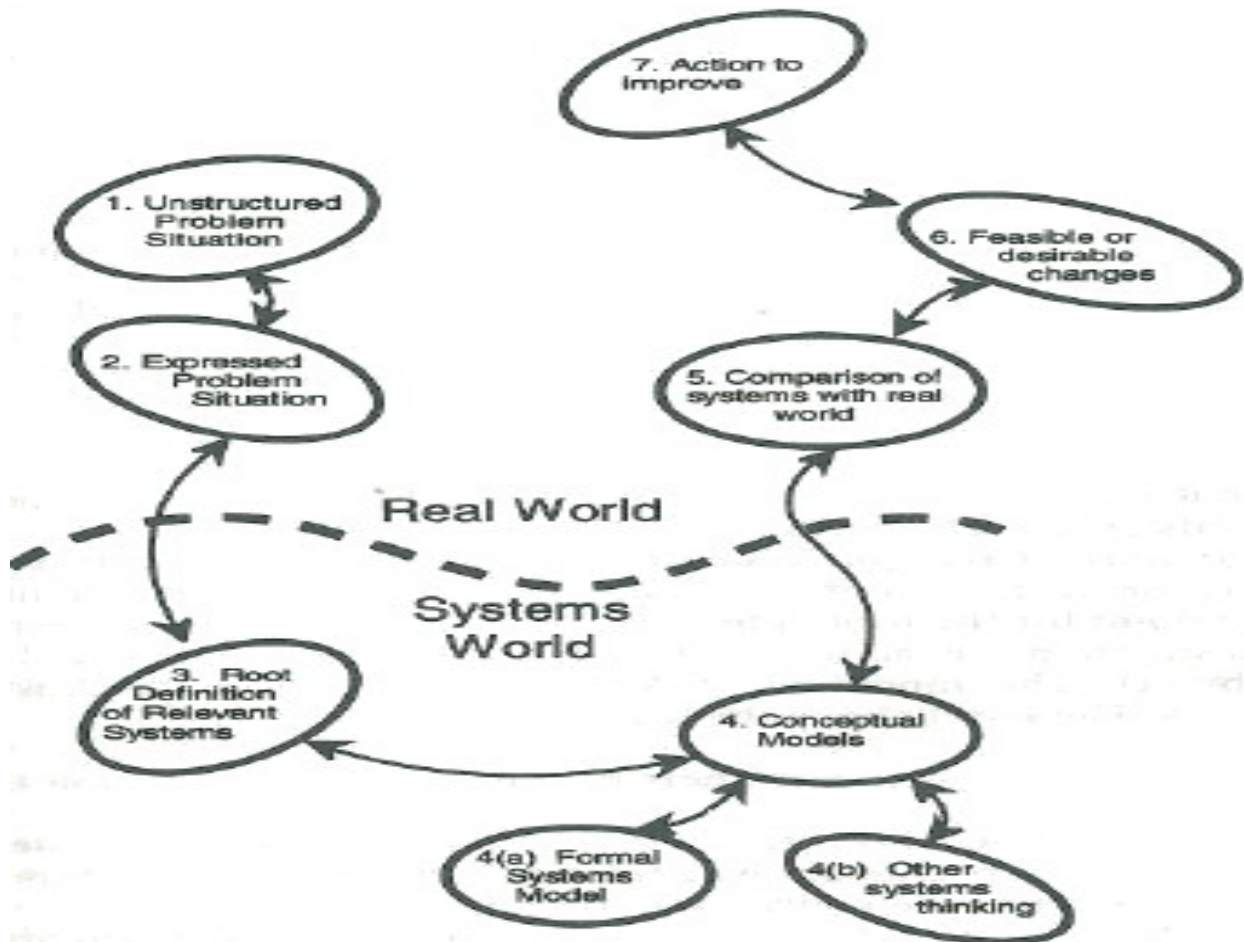 7. Action to
Improve
1. Unstructured
Problem
Situation
6. Feasible or
desirable
changes
2. Expressed
Problem
Situation
5. Comparison of
systems with real
world
Real World
Systems
World
3. Root
Definition
of Relevant
Systems
4. Conceptual
Models
4(a) Formal
Systems
Model
4(b) Other
systems
thinking